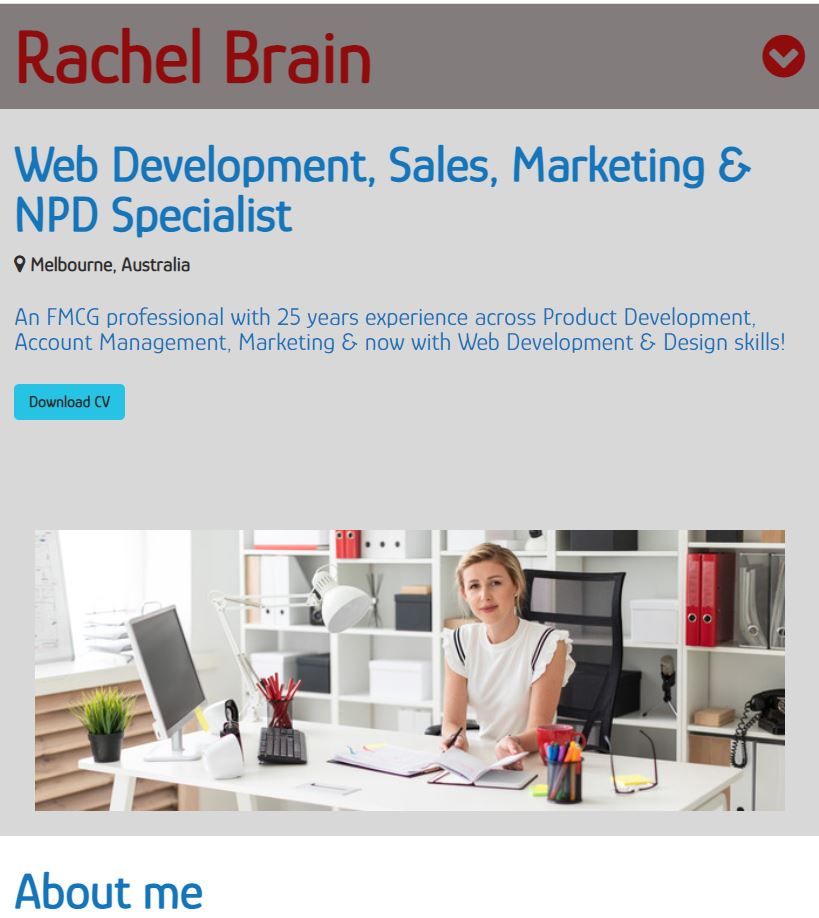 Rachel Brain
Web Development, Sales, Marketing &
NPD Specialist
Melbourne, Australia
An FMCG professional with 25 years experience across Product Development,
Account Management, Marketing & now with Web Development & Design skills!
Download CV
About me